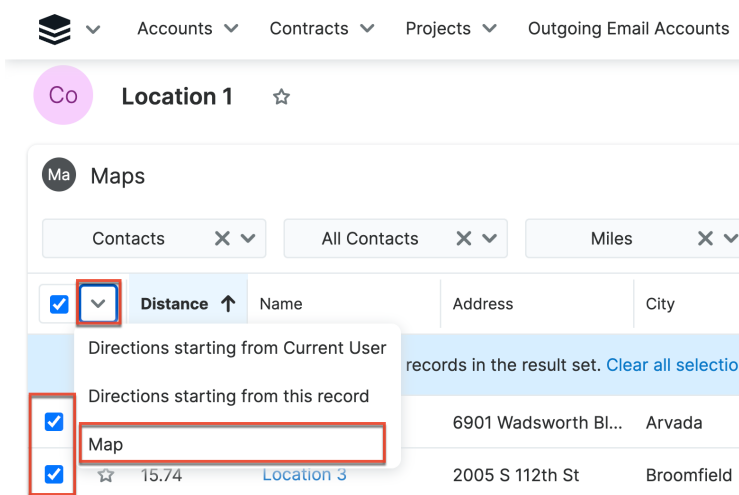 Accounts Contracts Projects Outgoing Email Accounts
Co Location 1
Ma Maps
Contacts All Contacts Miles
Distance Name Address City
Directions starting from Current User
records in the result set. Clear all selectio
Directions starting from this record
6901 Wadsworth Bl... Arvada
Map
15.74 Location 3 2005 S 112th St Broomfield